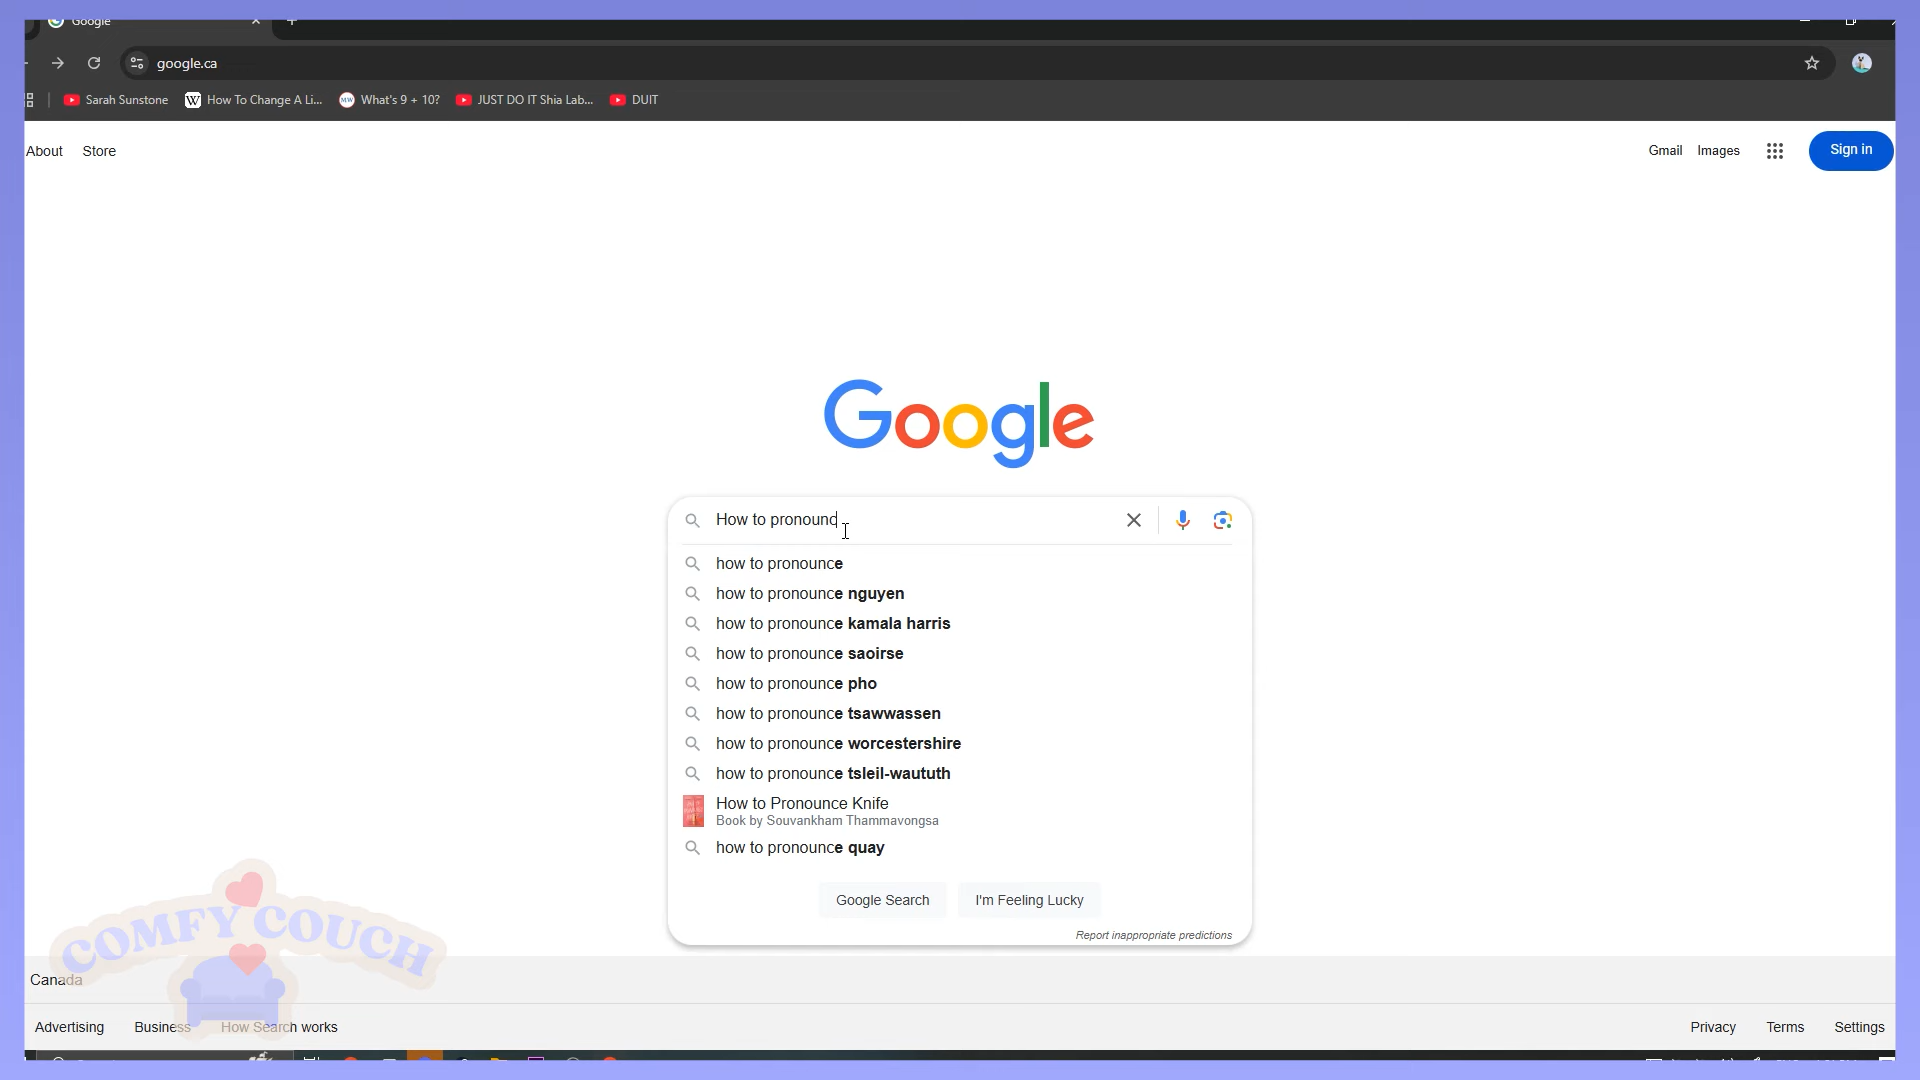 Google
google.ca
Sarah Sunstone
How To Change A Li...
What's 9 + 10?
JUST DO IT Shia Lab...
DUIT
About Store
Gmail Images Sign in
Google
How to pronounc
how to pronounce
how to pronounce nguyen
how to pronounce kamala harris
how to pronounce saoirse
how to pronounce pho
how to pronounce tsawwassen
how to pronounce worcestershire
how to pronounce tsleil-waututh
How to Pronounce Knife
Book by Souvankham Thammavongsa
how to pronounce quay
Google Search I'm Feeling Lucky
Report inappropriate predictions
COMFY COUCH
Canada
Advertising Business How Search works
Privacy Terms Settings